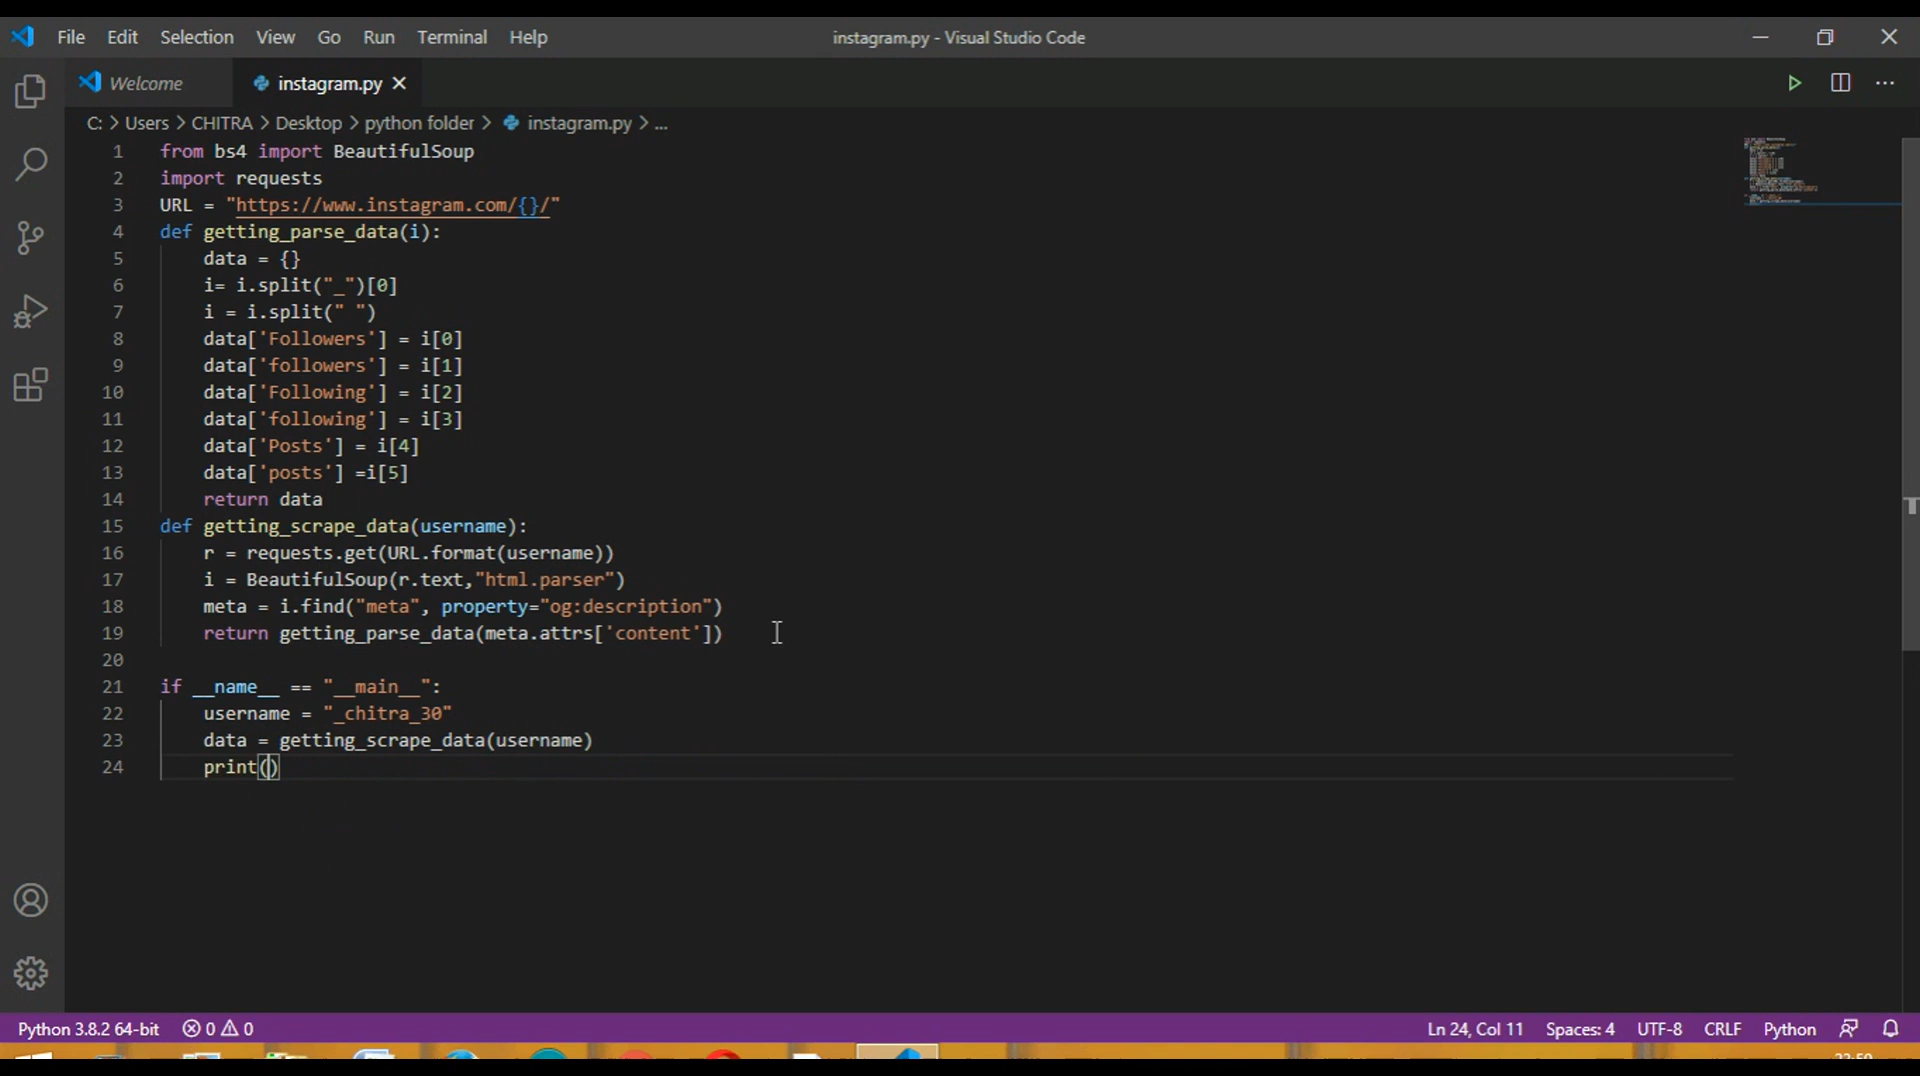 File Edit Selection View Go Run Terminal Help instagram.py - Visual Studio Code
Welcome instagram.py
C: > Users > CHITRA > Desktop > python folder > instagram.py > ...
1 from bs4 import BeautifulSoup
2 import requests
3 URL = "https://www.instagram.com/{}/"
4 def getting_parse_data(i):
5     data = {}
6     i= i.split("_")[0]
7     i = i.split(" ")
8     data['Followers'] = i[0]
9     data['followers'] = i[1]
10     data['Following'] = i[2]
11     data['following'] = i[3]
12     data['Posts'] = i[4]
13     data['posts'] =i[5]
14     return data
15 def getting_scrape_data(username):
16     r = requests.get(URL.format(username))
17     i = BeautifulSoup(r.text,"html.parser")
18     meta = i.find("meta", property="og:description")
19     return getting_parse_data(meta.attrs['content'])
20
21 if __name__ == "__main__":
22     username = "_chitra_30"
23     data = getting_scrape_data(username)
24     print()
Python 3.8.2 64-bit 0 0 Ln 24, Col 11 Spaces: 4 UTF-8 CRLF Python